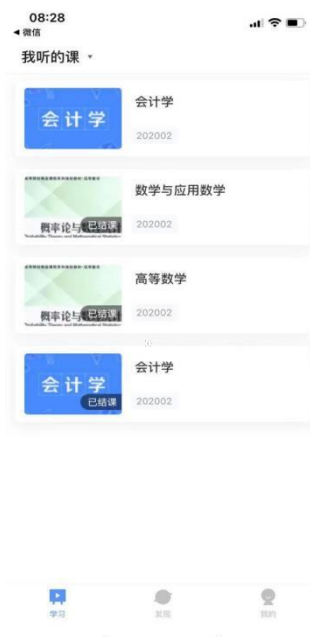 08:28
微信
我听的课
会计学
会计学
202002
概率论与
已结课
数学与应用数学
202002
概率论与
已结课
高等数学
202002
会计学
已结课
会计学
202002
学习
发现
我的